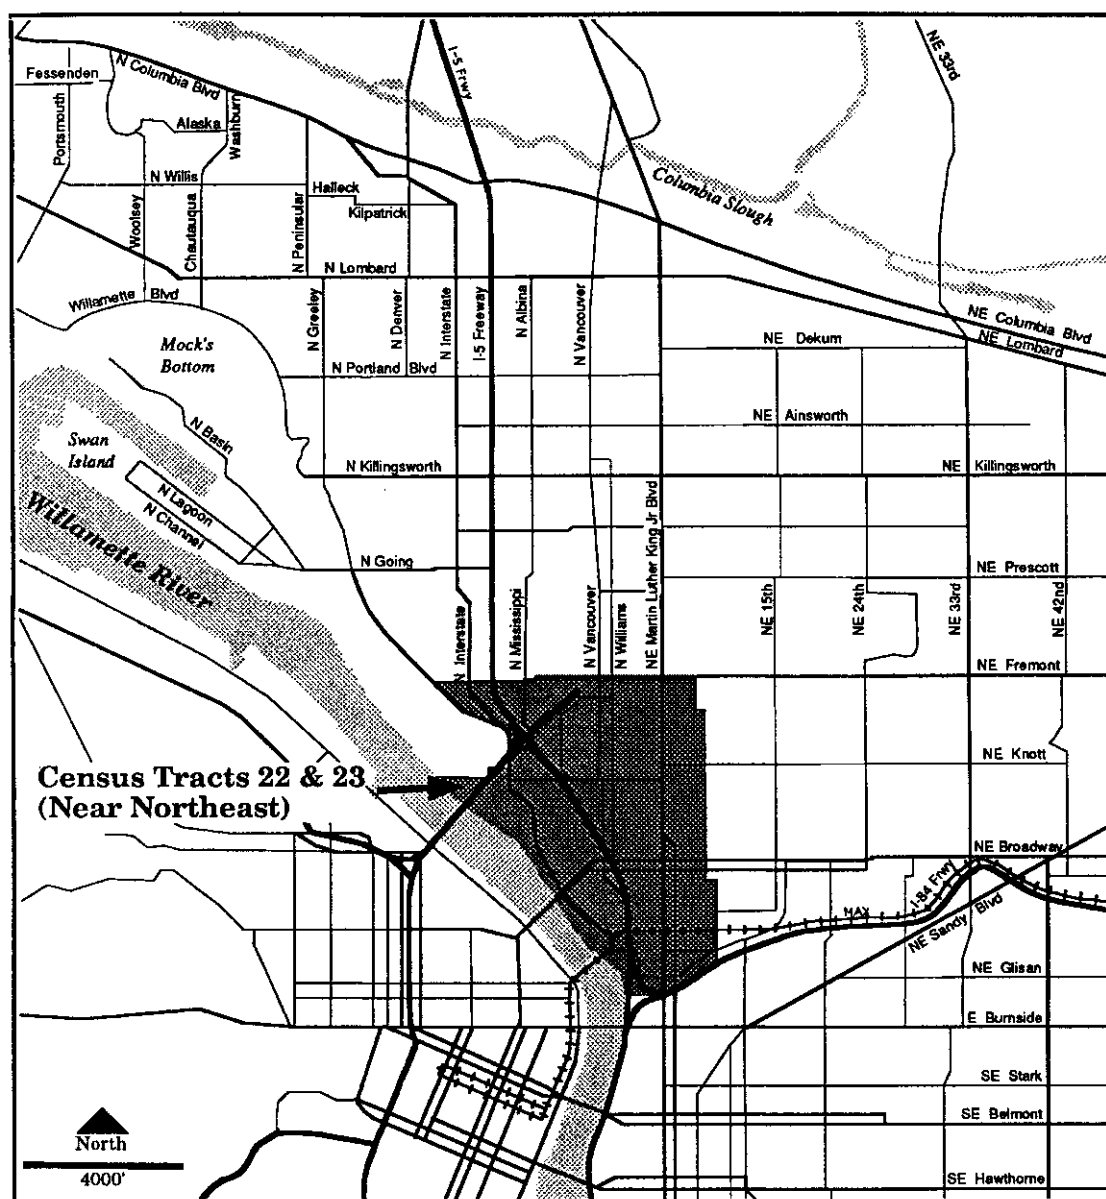 I-5 Frwy
NE 33rd
Fessenden
N Columbia Blvd
Portsmouth
Alaska
Washburn
Columbia Slough
N Willis
Halleck
Kilpatrick
Woolsey
Chautauqua
N Peninsular
N Lombard
Willamette Blvd
N Greeley
N Denver
N Interstate
I-5 Freeway
N Albina
N Vancouver
NE Columbia Blvd
NE Lombard
NE Dekum
Mock's
Bottom
N Portland Blvd
NE Ainsworth
N Basin
Swan
Island
N Killingsworth
NE Killingsworth
N Lagoon
N Channel
Willamette River
NE Martin Luther King Jr Blvd
N Going
NE Prescott
N Interstate
N Mississippi
N Vancouver
N Williams
NE 15th
NE 24th
NE 33rd
NE 42nd
NE Fremont
NE Knott
Census Tracts 22 & 23
(Near Northeast)
NE Broadway
I-84 Frwy
MAX
NE Sandy Blvd
NE Glisan
E Burnside
SE Stark
SE Belmont
North
4000'
SE Hawthorne